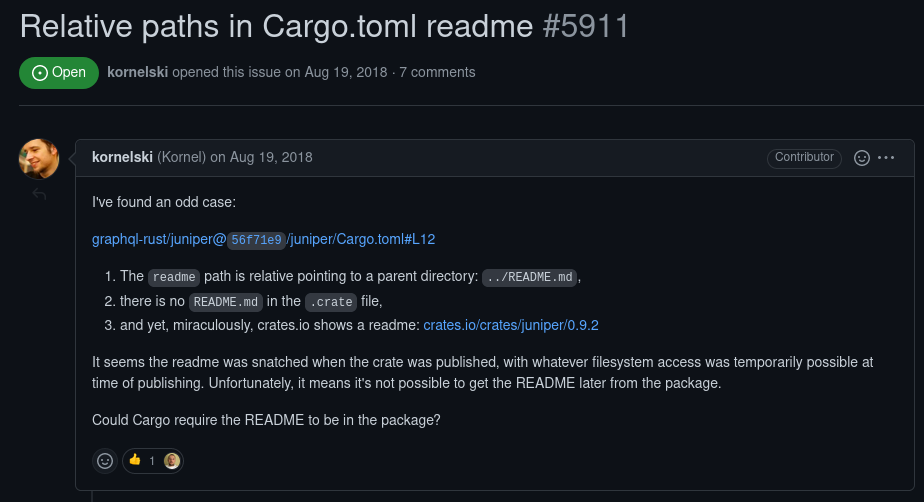 Relative paths in Cargo.toml readme #5911
Open kornelski opened this issue on Aug 19, 2018 · 7 comments
kornelski (Kornel) on Aug 19, 2018 Contributor
I've found an odd case:
graphql-rust/juniper@56f71e9/juniper/Cargo.toml#L12
1. The readme path is relative pointing to a parent directory: ../README.md,
2. there is no README.md in the .crate file,
3. and yet, miraculously, crates.io shows a readme: crates.io/crates/juniper/0.9.2
It seems the readme was snatched when the crate was published, with whatever filesystem access was temporarily possible at
time of publishing. Unfortunately, it means it's not possible to get the README later from the package.
Could Cargo require the README to be in the package?
👍 1